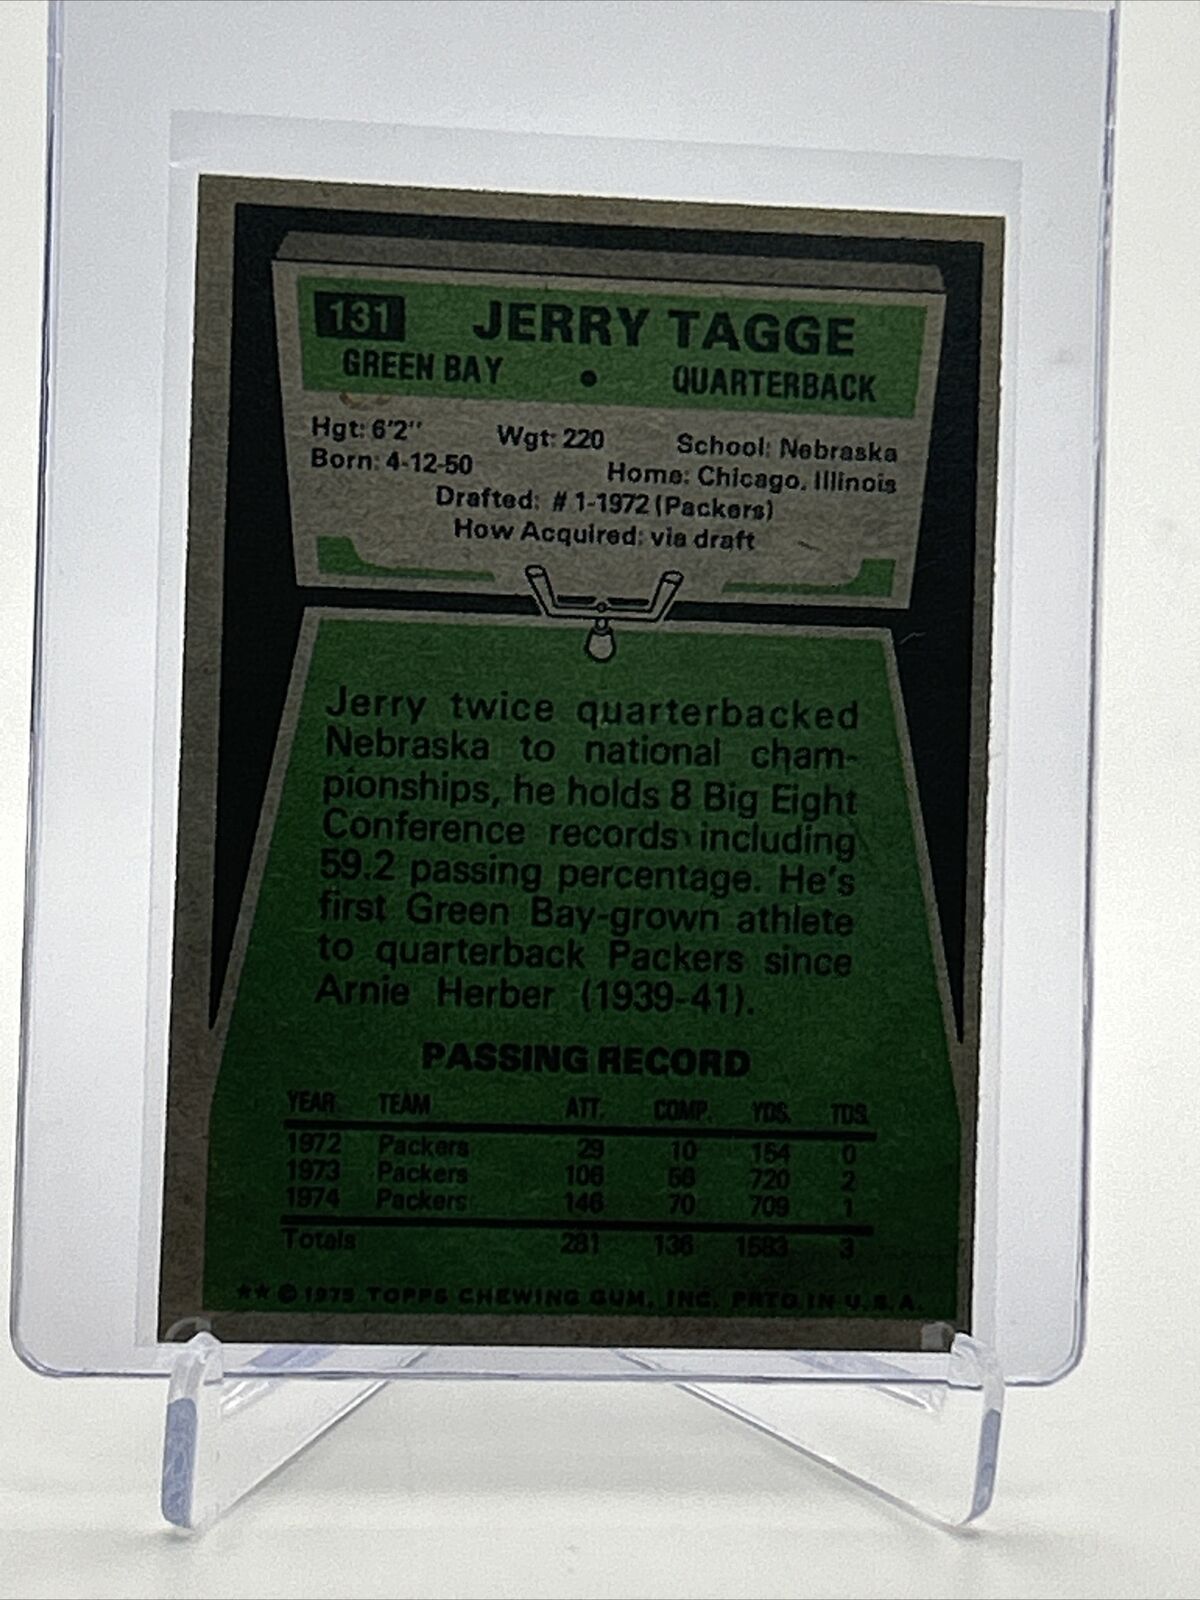 131 JERRY TAGGE
GREEN BAY • QUARTERBACK
Hgt: 6'2" Wgt: 220 School: Nebraska
Born: 4-12-50 Home: Chicago, Illinois
Drafted: # 1-1972 (Packers)
How Acquired: via draft
Jerry twice quarterbacked
Nebraska to national cham-
pionships, he holds 8 Big Eight
Conference records including
59.2 passing percentage. He's
first Green Bay-grown athlete
to quarterback Packers since
Arnie Herber (1939-41).
PASSING RECORD
YEAR TEAM ATT. COMP. YDS. TDS.
1972 Packers 29 10 154 0
1973 Packers 106 56 720 2
1974 Packers 146 70 709 1
Totals 281 136 1583 3
** © 1975 TOPPS CHEWING GUM, INC. PRTD. IN U.S.A.